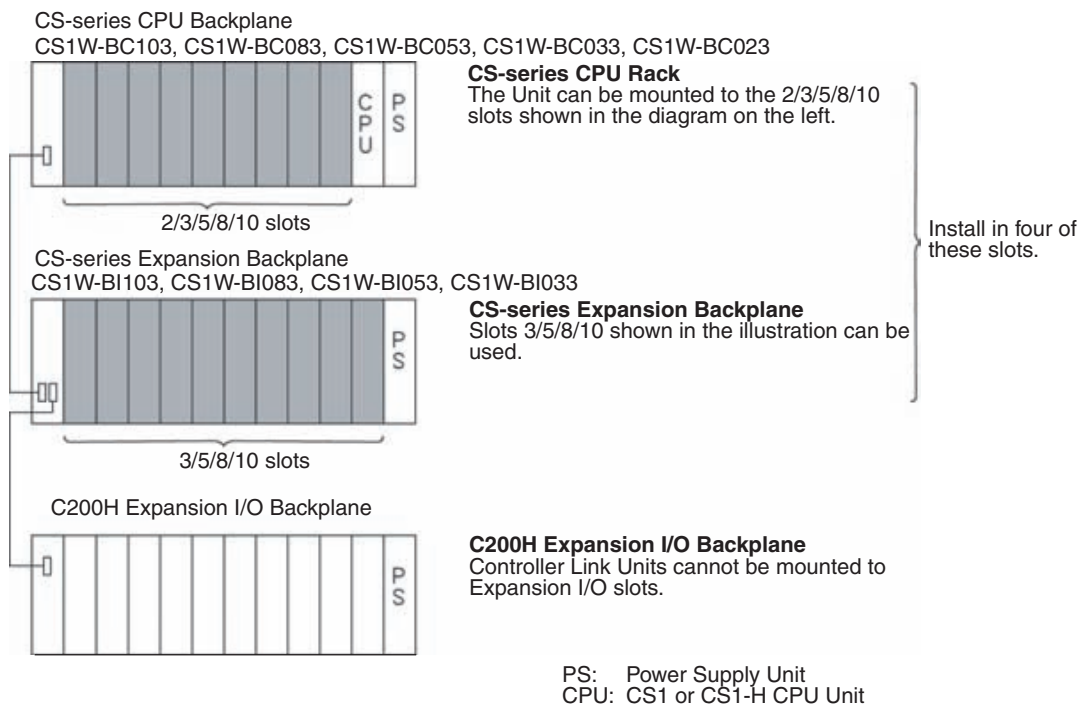 CS-series CPU Backplane
CS1W-BC103, CS1W-BC083, CS1W-BC053, CS1W-BC033, CS1W-BC023
CPU
PS
CS-series CPU Rack
The Unit can be mounted to the 2/3/5/8/10
slots shown in the diagram on the left.
2/3/5/8/10 slots
Install in four of
these slots.
CS-series Expansion Backplane
CS1W-BI103, CS1W-BI083, CS1W-BI053, CS1W-BI033
PS
CS-series Expansion Backplane
Slots 3/5/8/10 shown in the illustration can be
used.
3/5/8/10 slots
C200H Expansion I/O Backplane
PS
C200H Expansion I/O Backplane
Controller Link Units cannot be mounted to
Expansion I/O slots.
PS: Power Supply Unit
CPU: CS1 or CS1-H CPU Unit